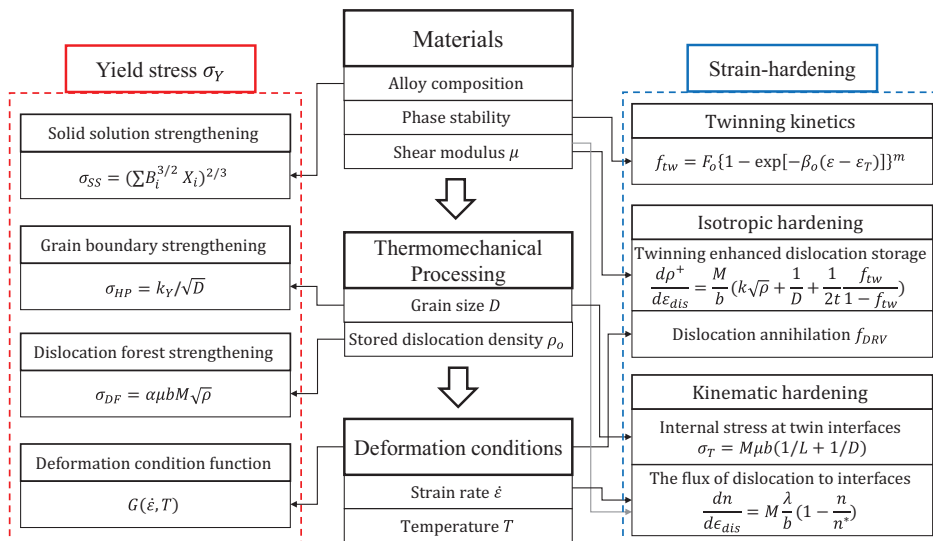 Yield stress σ_Y
Solid solution strengthening
σ_SS = (∑B_i^{3/2} X_i)^{2/3}
Grain boundary strengthening
σ_HP = k_Y/√D
Dislocation forest strengthening
σ_DF = αμbM√ρ
Deformation condition function
G(ε̇, T)
Materials
Alloy composition
Phase stability
Shear modulus μ
Thermomechanical
Processing
Grain size D
Stored dislocation density ρ_o
Deformation conditions
Strain rate ε̇
Temperature T
Strain-hardening
Twinning kinetics
f_tw = F_o{1 − exp[−β_o(ε − ε_T)]}^m
Isotropic hardening
Twinning enhanced dislocation storage
dρ⁺/dε_dis = M/b (k√ρ + 1/D + 1/2t f_tw/1 − f_tw)
Dislocation annihilation f_DRV
Kinematic hardening
Internal stress at twin interfaces
σ_T = Mμb(1/L + 1/D)
The flux of dislocation to interfaces
dn/dϵ_dis = M λ/b (1 − n/n*)